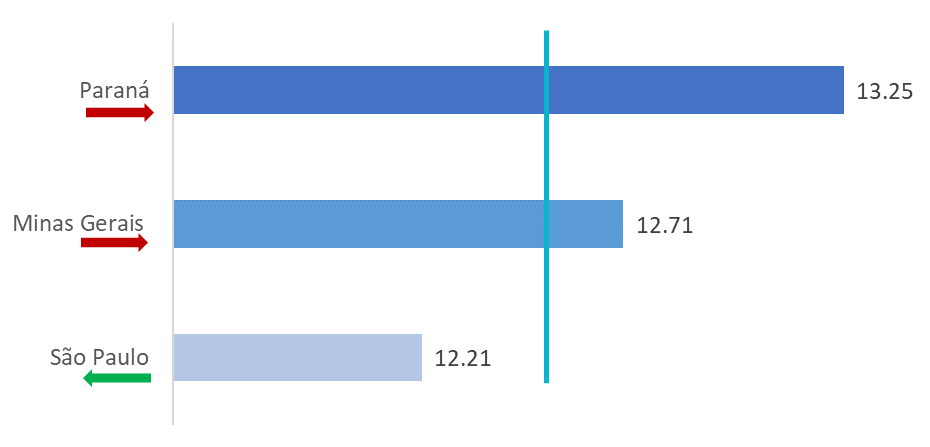 Paraná
13.25
Minas Gerais
12.71
São Paulo
12.21